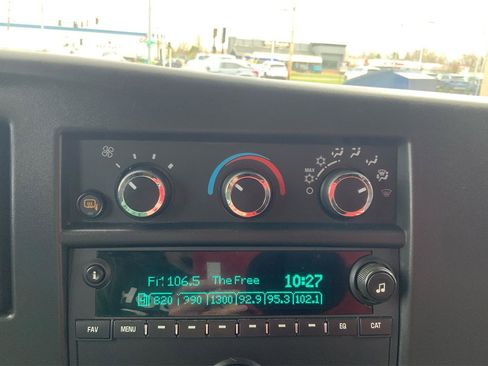 MAX
FM 106.5 The Free 10:27
820 990 1300 92.9 95.3 102.1
i
FAV MENU EQ CAT